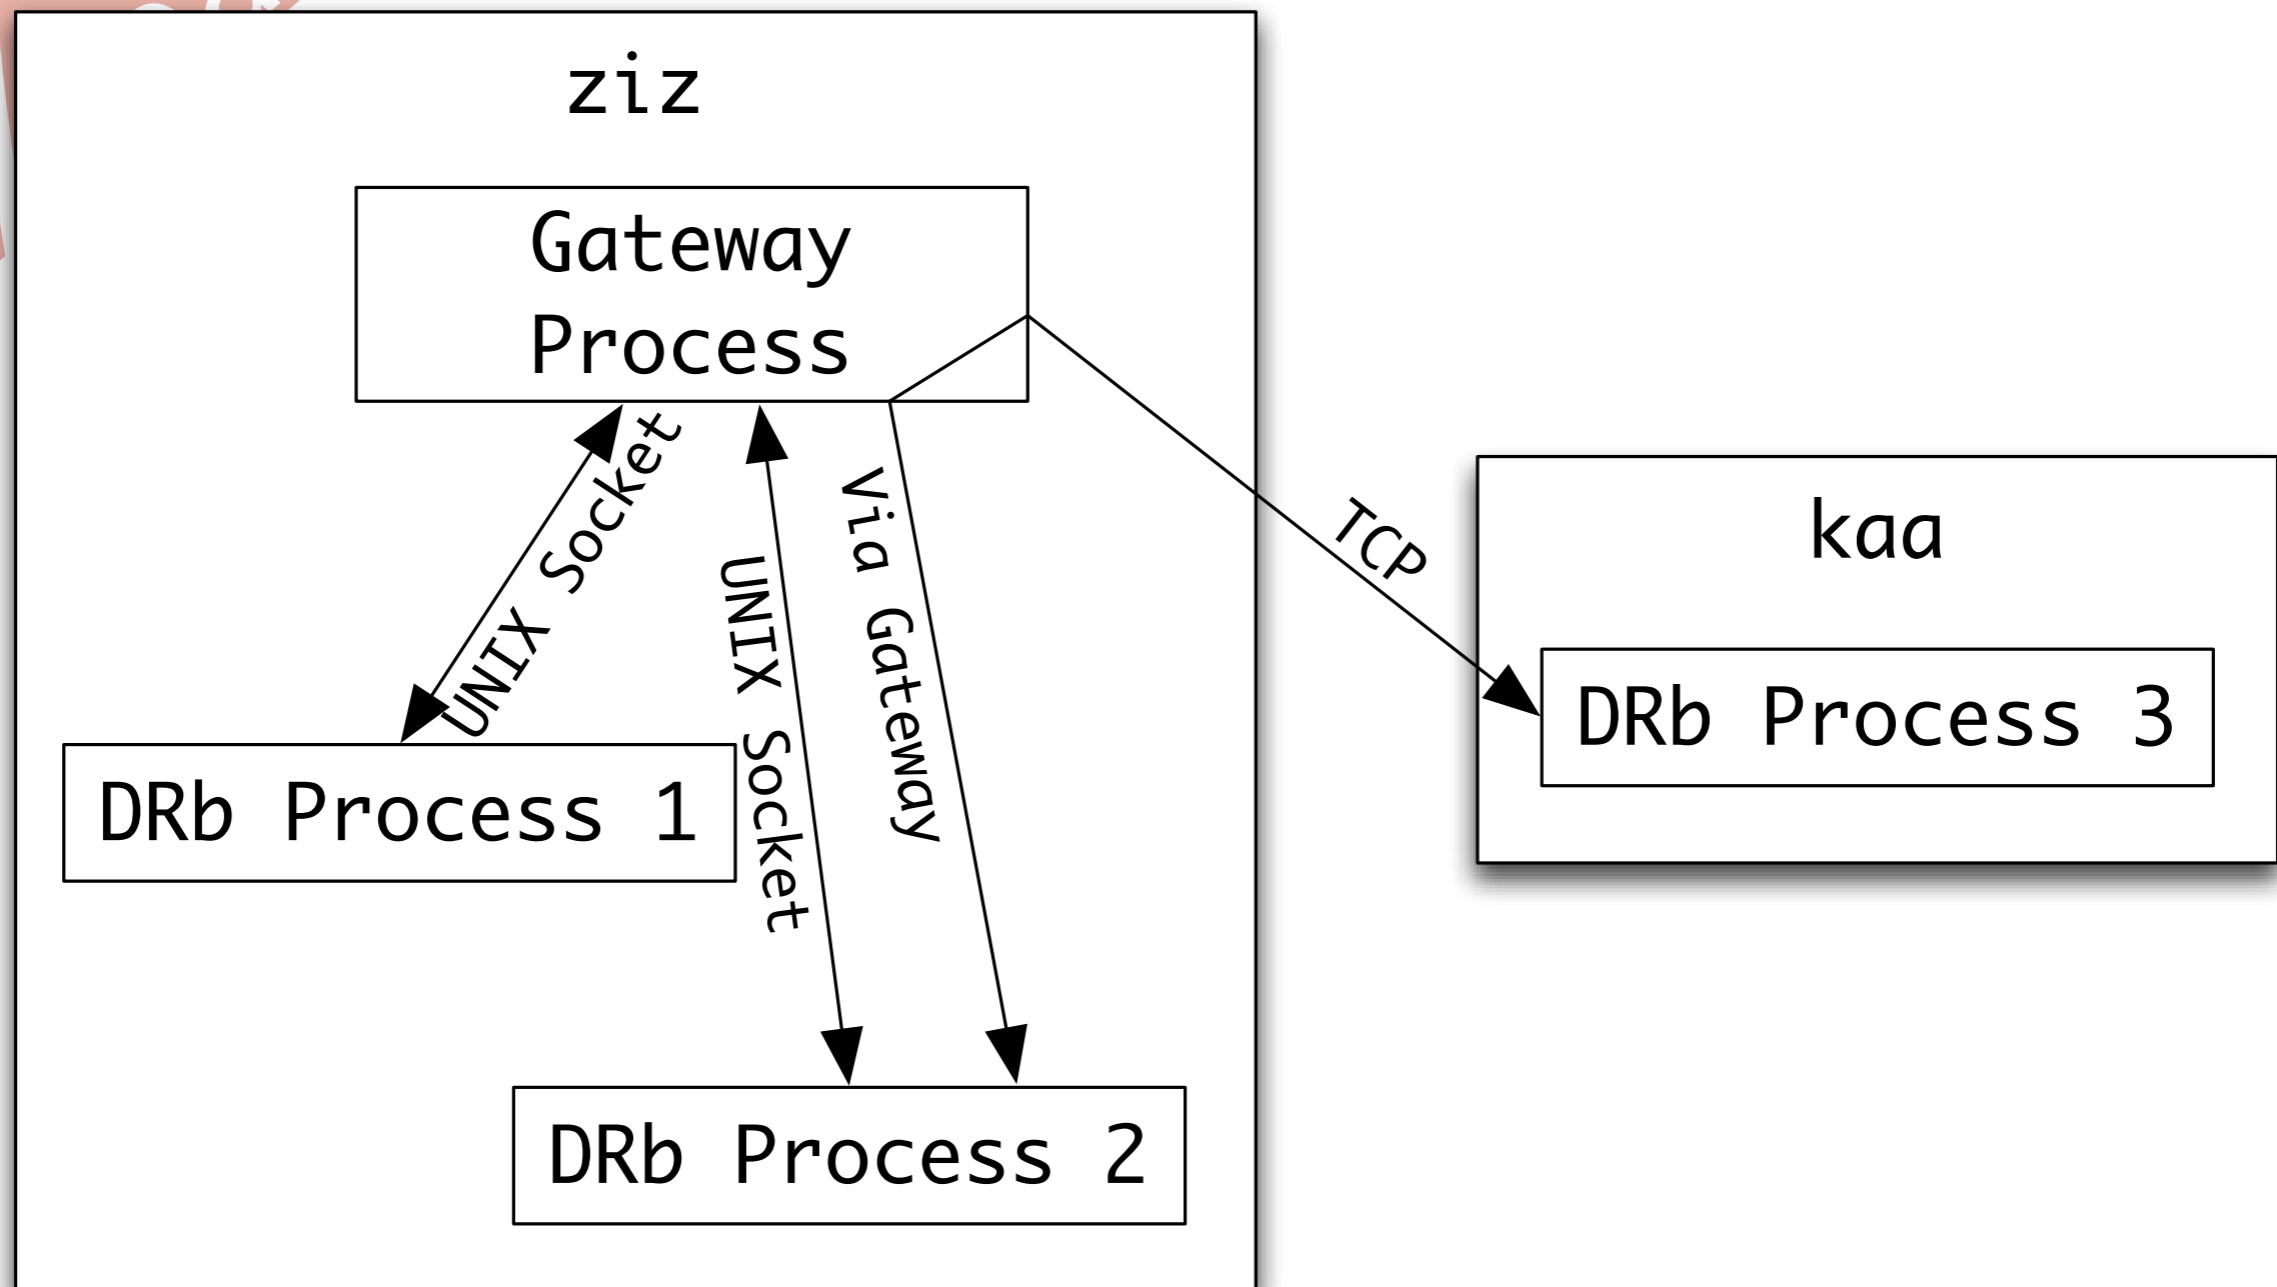 ziz
Gateway
Process
UNIX Socket
UNIX Socket
Via Gateway
TCP
kaa
DRb Process 3
DRb Process 1
DRb Process 2